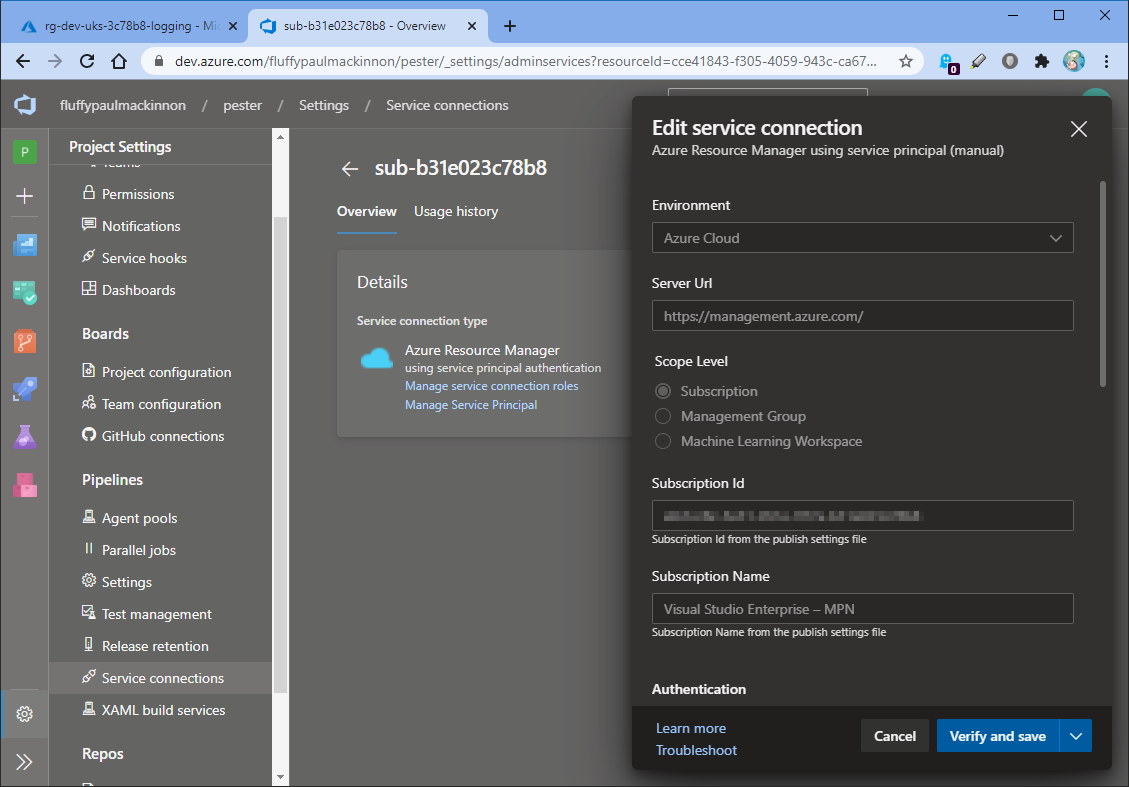 rg-dev-uks-3c78b8-logging - Mic
sub-b31e023c78b8 - Overview
dev.azure.com/fluffypaulmackinnon/pester/_settings/adminservices?resourceId=cce41843-f305-4059-943c-ca67...
0
fluffypaulmackinnon / pester / Settings / Service connections
P
Project Settings
Teams
Permissions
Notifications
Service hooks
Dashboards
Boards
Project configuration
Team configuration
GitHub connections
Pipelines
Agent pools
Parallel jobs
Settings
Test management
Release retention
Service connections
XAML build services
Repos
sub-b31e023c78b8
Overview Usage history
Details
Service connection type
Azure Resource Manager
using service principal authentication
Manage service connection roles
Manage Service Principal
Edit service connection
Azure Resource Manager using service principal (manual)
Environment
Azure Cloud
Server Url
https://management.azure.com/
Scope Level
Subscription
Management Group
Machine Learning Workspace
Subscription Id
Subscription Id from the publish settings file
Subscription Name
Visual Studio Enterprise – MPN
Subscription Name from the publish settings file
Authentication
Learn more
Troubleshoot
Cancel
Verify and save